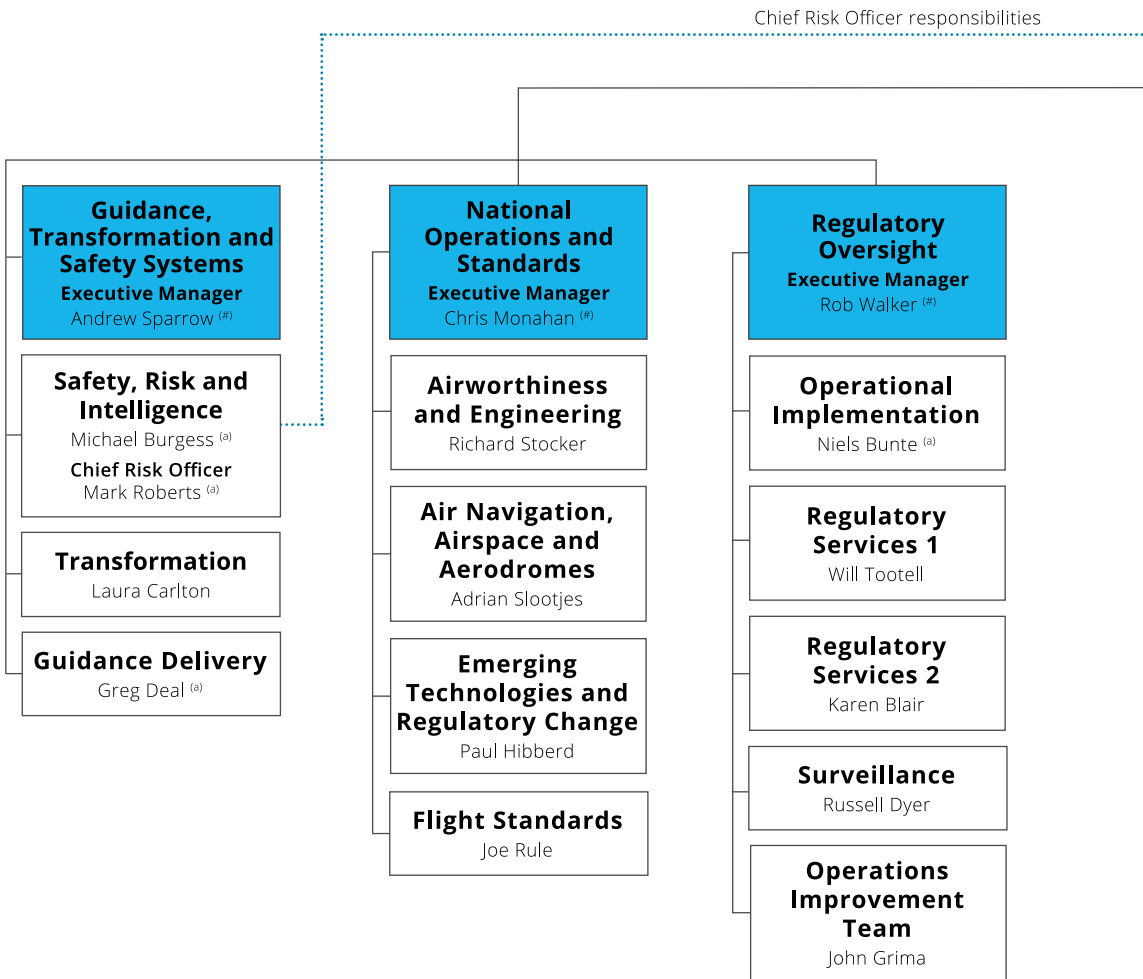 Chief Risk Officer responsibilities
Guidance,
Transformation and
Safety Systems
Executive Manager
Andrew Sparrow (#)
Safety, Risk and
Intelligence
Michael Burgess (a)
Chief Risk Officer
Mark Roberts (a)
Transformation
Laura Carlton
Guidance Delivery
Greg Deal (a)
National
Operations and
Standards
Executive Manager
Chris Monahan (#)
Airworthiness
and Engineering
Richard Stocker
Air Navigation,
Airspace and
Aerodromes
Adrian Slootjes
Emerging
Technologies and
Regulatory Change
Paul Hibberd
Flight Standards
Joe Rule
Regulatory
Oversight
Executive Manager
Rob Walker (#)
Operational
Implementation
Niels Bunte (a)
Regulatory
Services 1
Will Tootell
Regulatory
Services 2
Karen Blair
Surveillance
Russell Dyer
Operations
Improvement
Team
John Grima